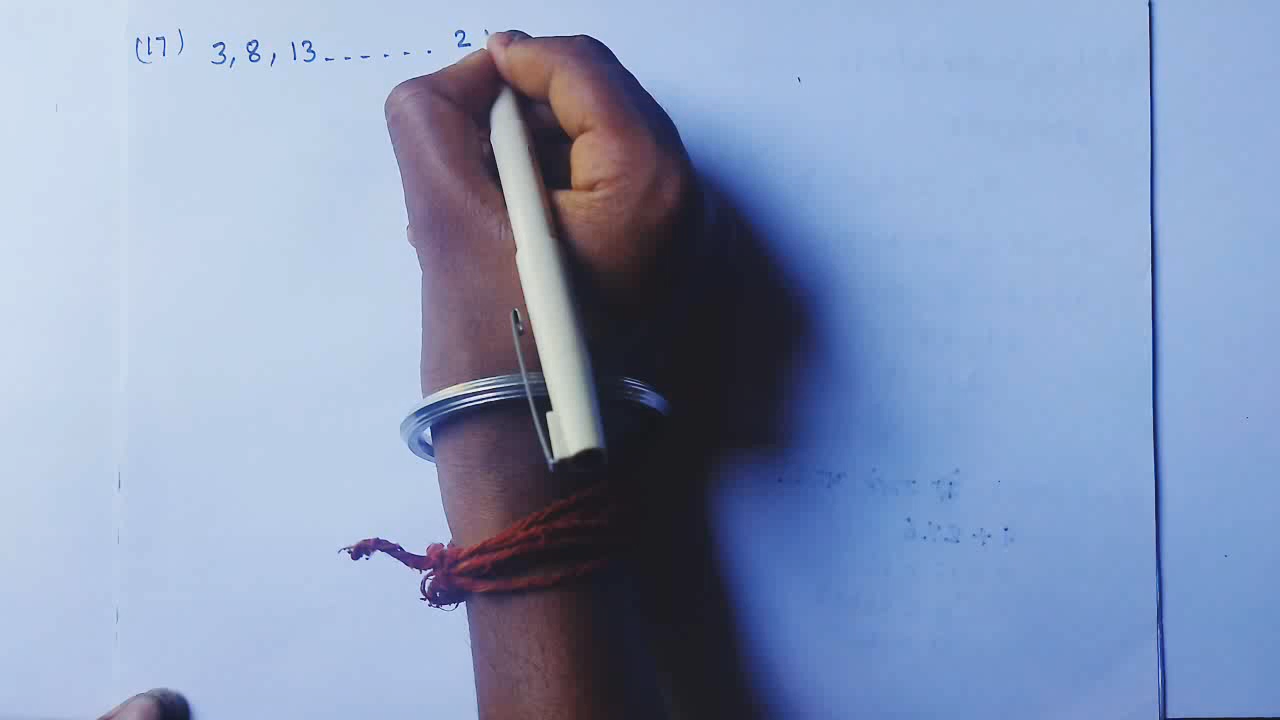 (17) 3, 8, 13....... 2